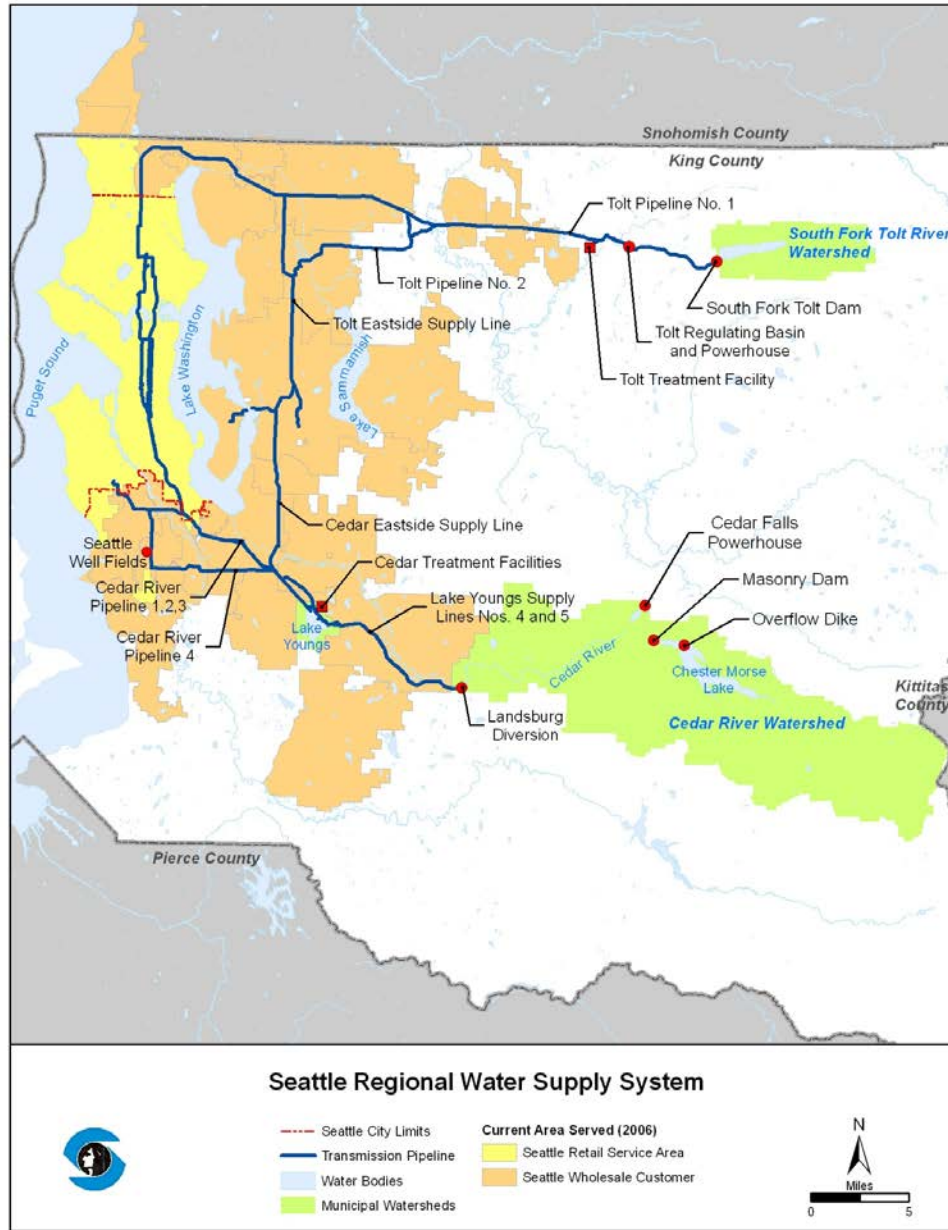 Snohomish County
King County
Tolt Pipeline No. 1
South Fork Tolt River
Watershed
Tolt Pipeline No. 2
South Fork Tolt Dam
Tolt Eastside Supply Line
Tolt Regulating Basin
and Powerhouse
Tolt Treatment Facility
Puget Sound
Lake Washington
Lake Sammamish
Cedar Eastside Supply Line
Cedar Falls
Powerhouse
Seattle
Well Fields
Cedar Treatment Facilities
Masonry Dam
Cedar River
Pipeline 1,2,3
Lake Youngs Supply
Lines Nos. 4 and 5
Overflow Dike
Cedar River
Pipeline 4
Lake
Youngs
Cedar River
Chester Morse
Lake
Kittitas
County
Landsburg
Diversion
Cedar River Watershed
Pierce County
Seattle Regional Water Supply System
Seattle City Limits
Transmission Pipeline
Water Bodies
Municipal Watersheds
Current Area Served (2006)
Seattle Retail Service Area
Seattle Wholesale Customer
N
Miles
0 5